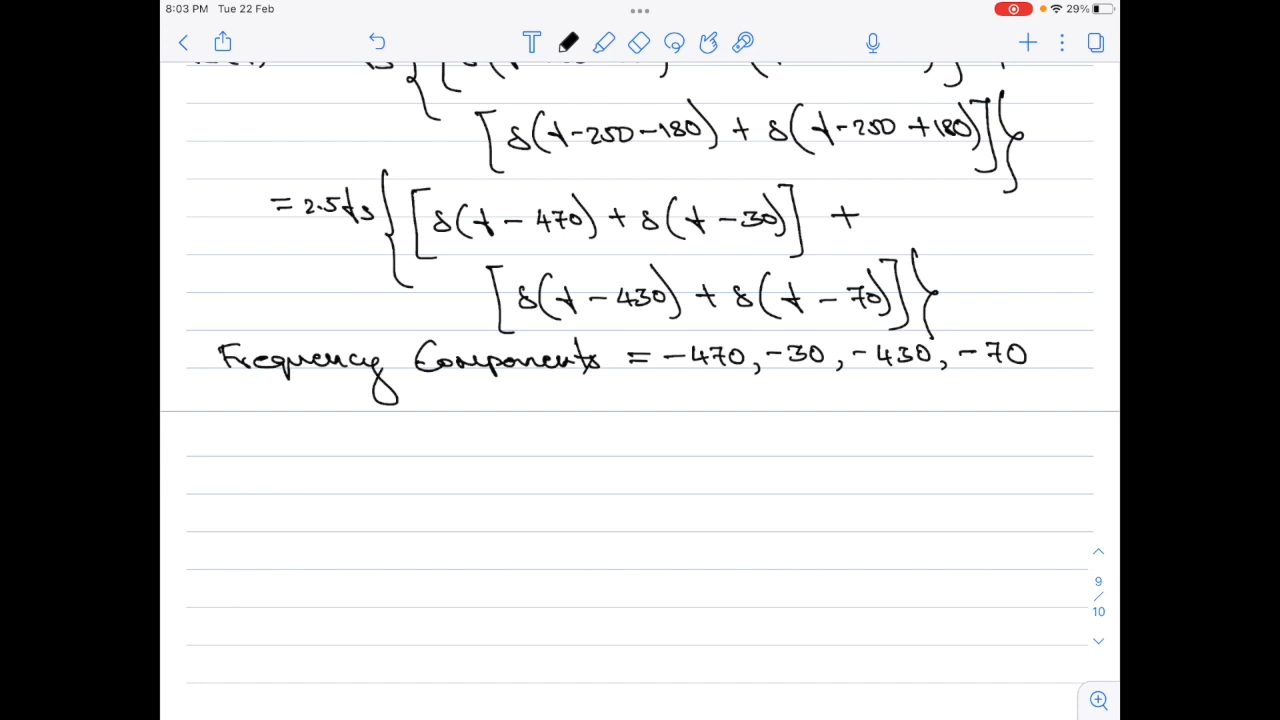 8:03 PM Tue 22 Feb
29%
[δ(f-250-180) + δ(f-250+180)]}
= 2.5fs{[δ(f-470) + δ(f-30)] +
[δ(f-430) + δ(f-70)]}
Frequency Components = -470, -30, -430, -70
9
/
10